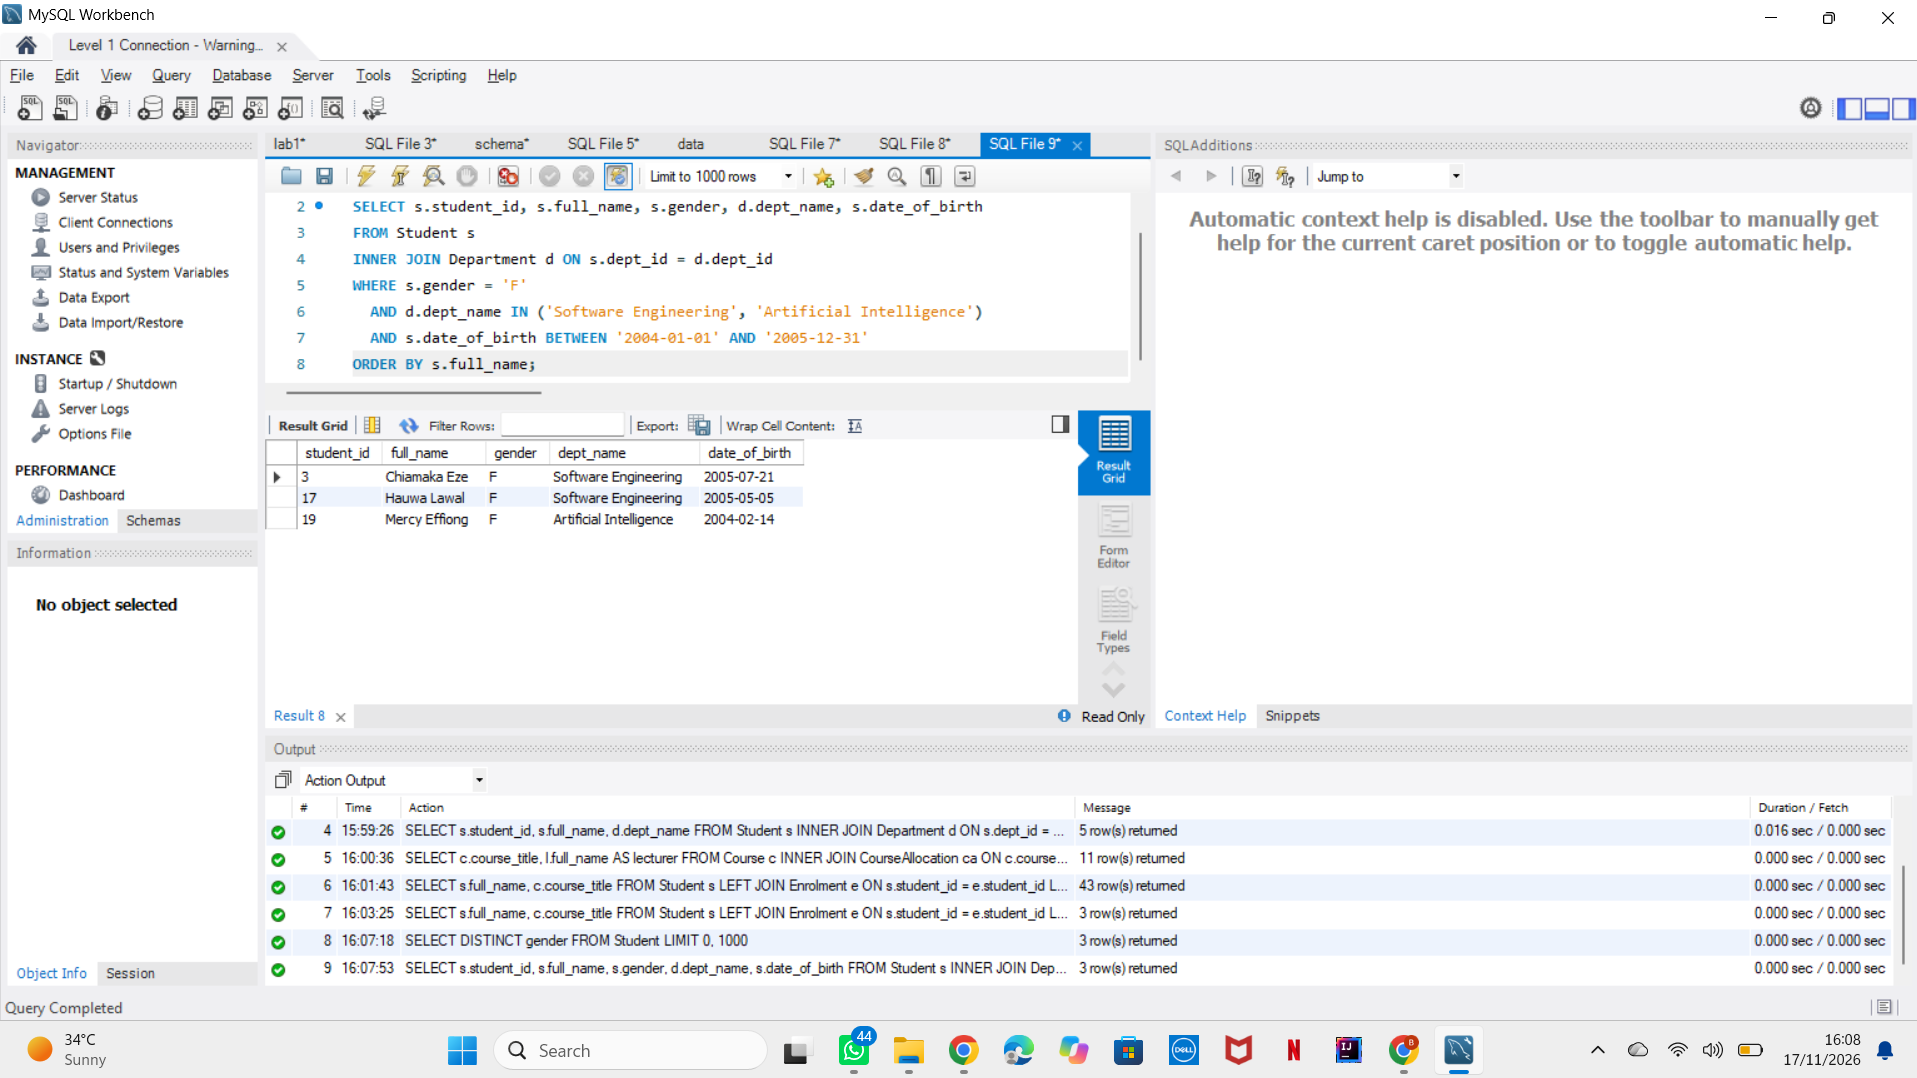 MySQL Workbench
Level 1 Connection - Warning...
File Edit View Query Database Server Tools Scripting Help
Navigator
MANAGEMENT
Server Status
Client Connections
Users and Privileges
Status and System Variables
Data Export
Data Import/Restore
INSTANCE
Startup / Shutdown
Server Logs
Options File
PERFORMANCE
Dashboard
Administration Schemas
Information
No object selected
Object Info Session
lab1* SQL File 3* schema* SQL File 5* data SQL File 7* SQL File 8* SQL File 9*
Limit to 1000 rows
2 SELECT s.student_id, s.full_name, s.gender, d.dept_name, s.date_of_birth
3 FROM Student s
4 INNER JOIN Department d ON s.dept_id = d.dept_id
5 WHERE s.gender = 'F'
6 AND d.dept_name IN ('Software Engineering', 'Artificial Intelligence')
7 AND s.date_of_birth BETWEEN '2004-01-01' AND '2005-12-31'
8 ORDER BY s.full_name;
Result Grid Filter Rows: Export: Wrap Cell Content:
student_id full_name gender dept_name date_of_birth
3 Chiamaka Eze F Software Engineering 2005-07-21
17 Hauwa Lawal F Software Engineering 2005-05-05
19 Mercy Effiong F Artificial Intelligence 2004-02-14
Result
Grid
Form
Editor
Field
Types
Result 8 Read Only
SQLAdditions
Jump to
Automatic context help is disabled. Use the toolbar to manually get
help for the current caret position or to toggle automatic help.
Context Help Snippets
Output
Action Output
# Time Action Message Duration / Fetch
4 15:59:26 SELECT s.student_id, s.full_name, d.dept_name FROM Student s INNER JOIN Department d ON s.dept_id = ... 5 row(s) returned 0.016 sec / 0.000 sec
5 16:00:36 SELECT c.course_title, l.full_name AS lecturer FROM Course c INNER JOIN CourseAllocation ca ON c.course... 11 row(s) returned 0.000 sec / 0.000 sec
6 16:01:43 SELECT s.full_name, c.course_title FROM Student s LEFT JOIN Enrolment e ON s.student_id = e.student_id L... 43 row(s) returned 0.000 sec / 0.000 sec
7 16:03:25 SELECT s.full_name, c.course_title FROM Student s LEFT JOIN Enrolment e ON s.student_id = e.student_id L... 3 row(s) returned 0.000 sec / 0.000 sec
8 16:07:18 SELECT DISTINCT gender FROM Student LIMIT 0, 1000 3 row(s) returned 0.000 sec / 0.000 sec
9 16:07:53 SELECT s.student_id, s.full_name, s.gender, d.dept_name, s.date_of_birth FROM Student s INNER JOIN Dep... 3 row(s) returned 0.000 sec / 0.000 sec
Query Completed
34°C
Sunny
Search
44
DELL
N
IJ
B
16:08
17/11/2026